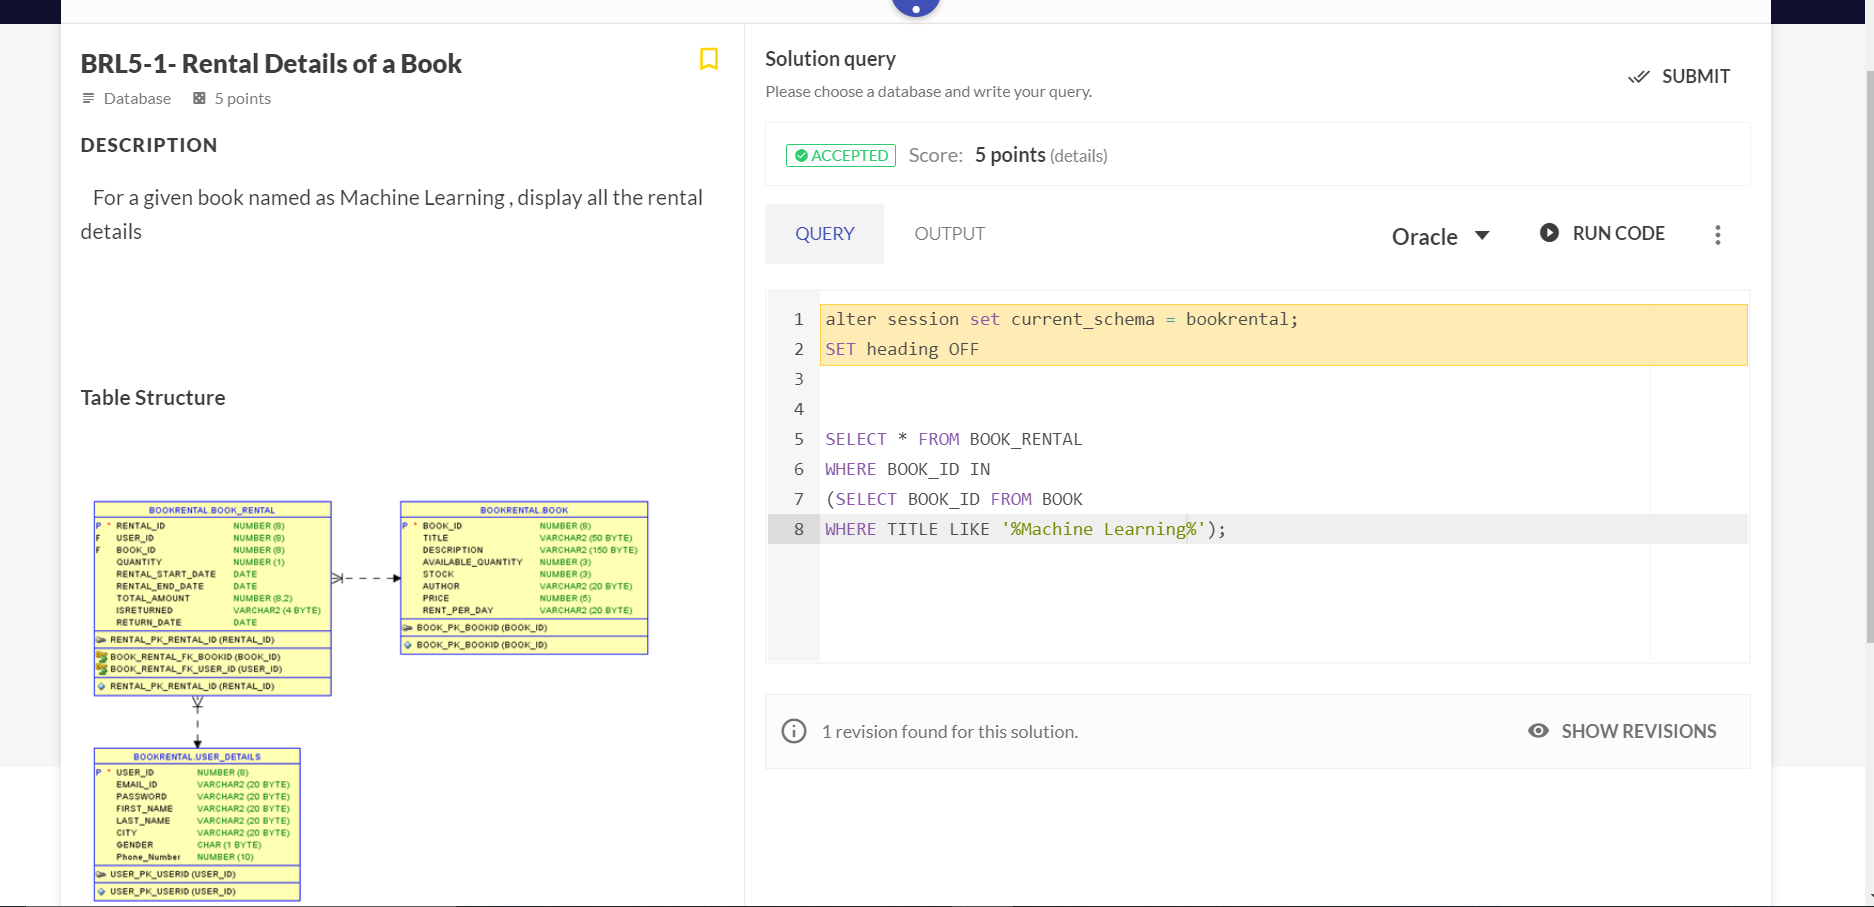 BRL5-1- Rental Details of a Book
Database 5 points
DESCRIPTION
For a given book named as Machine Learning , display all the rental
details
Table Structure
BOOKRENTAL.BOOK_RENTAL
P * RENTAL_ID NUMBER (8)
F USER_ID NUMBER (8)
F BOOK_ID NUMBER (8)
QUANTITY NUMBER (1)
RENTAL_START_DATE DATE
RENTAL_END_DATE DATE
TOTAL_AMOUNT NUMBER (8,2)
ISRETURNED VARCHAR2 (4 BYTE)
RETURN_DATE DATE
RENTAL_PK_RENTAL_ID (RENTAL_ID)
BOOK_RENTAL_FK_BOOKID (BOOK_ID)
BOOK_RENTAL_FK_USER_ID (USER_ID)
RENTAL_PK_RENTAL_ID (RENTAL_ID)
BOOKRENTAL.BOOK
P * BOOK_ID NUMBER (8)
TITLE VARCHAR2 (50 BYTE)
DESCRIPTION VARCHAR2 (150 BYTE)
AVAILABLE_QUANTITY NUMBER (3)
STOCK NUMBER (3)
AUTHOR VARCHAR2 (20 BYTE)
PRICE NUMBER (5)
RENT_PER_DAY VARCHAR2 (20 BYTE)
BOOK_PK_BOOKID (BOOK_ID)
BOOK_PK_BOOKID (BOOK_ID)
BOOKRENTAL.USER_DETAILS
P * USER_ID NUMBER (8)
EMAIL_ID VARCHAR2 (20 BYTE)
PASSWORD VARCHAR2 (20 BYTE)
FIRST_NAME VARCHAR2 (20 BYTE)
LAST_NAME VARCHAR2 (20 BYTE)
CITY VARCHAR2 (20 BYTE)
GENDER CHAR (1 BYTE)
Phone_Number NUMBER (10)
USER_PK_USERID (USER_ID)
USER_PK_USERID (USER_ID)
Solution query
Please choose a database and write your query.
SUBMIT
ACCEPTED Score: 5 points (details)
QUERY OUTPUT Oracle RUN CODE
1 alter session set current_schema = bookrental;
2 SET heading OFF
3
4
5 SELECT * FROM BOOK_RENTAL
6 WHERE BOOK_ID IN
7 (SELECT BOOK_ID FROM BOOK
8 WHERE TITLE LIKE '%Machine Learning%');
1 revision found for this solution. SHOW REVISIONS